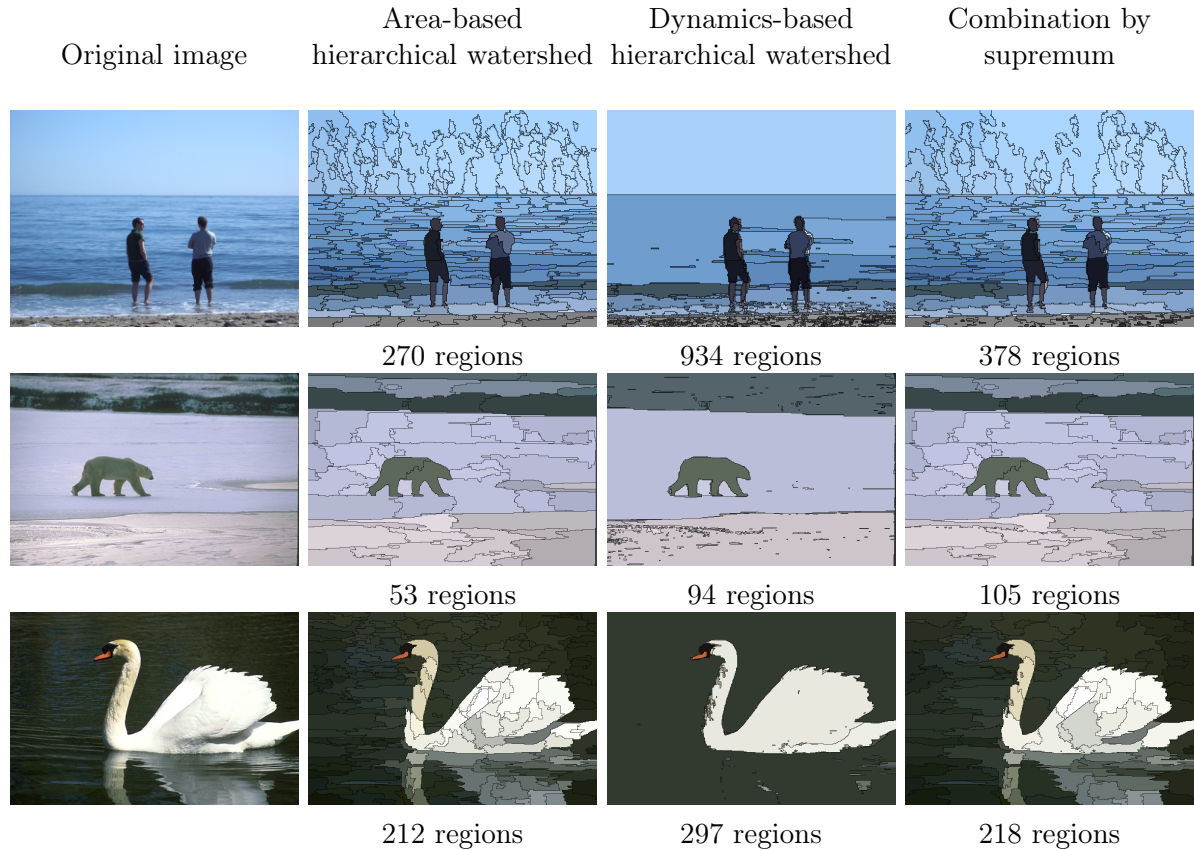 Original image
Area-based
hierarchical watershed
Dynamics-based
hierarchical watershed
Combination by
supremum
270 regions
934 regions
378 regions
53 regions
94 regions
105 regions
212 regions
297 regions
218 regions